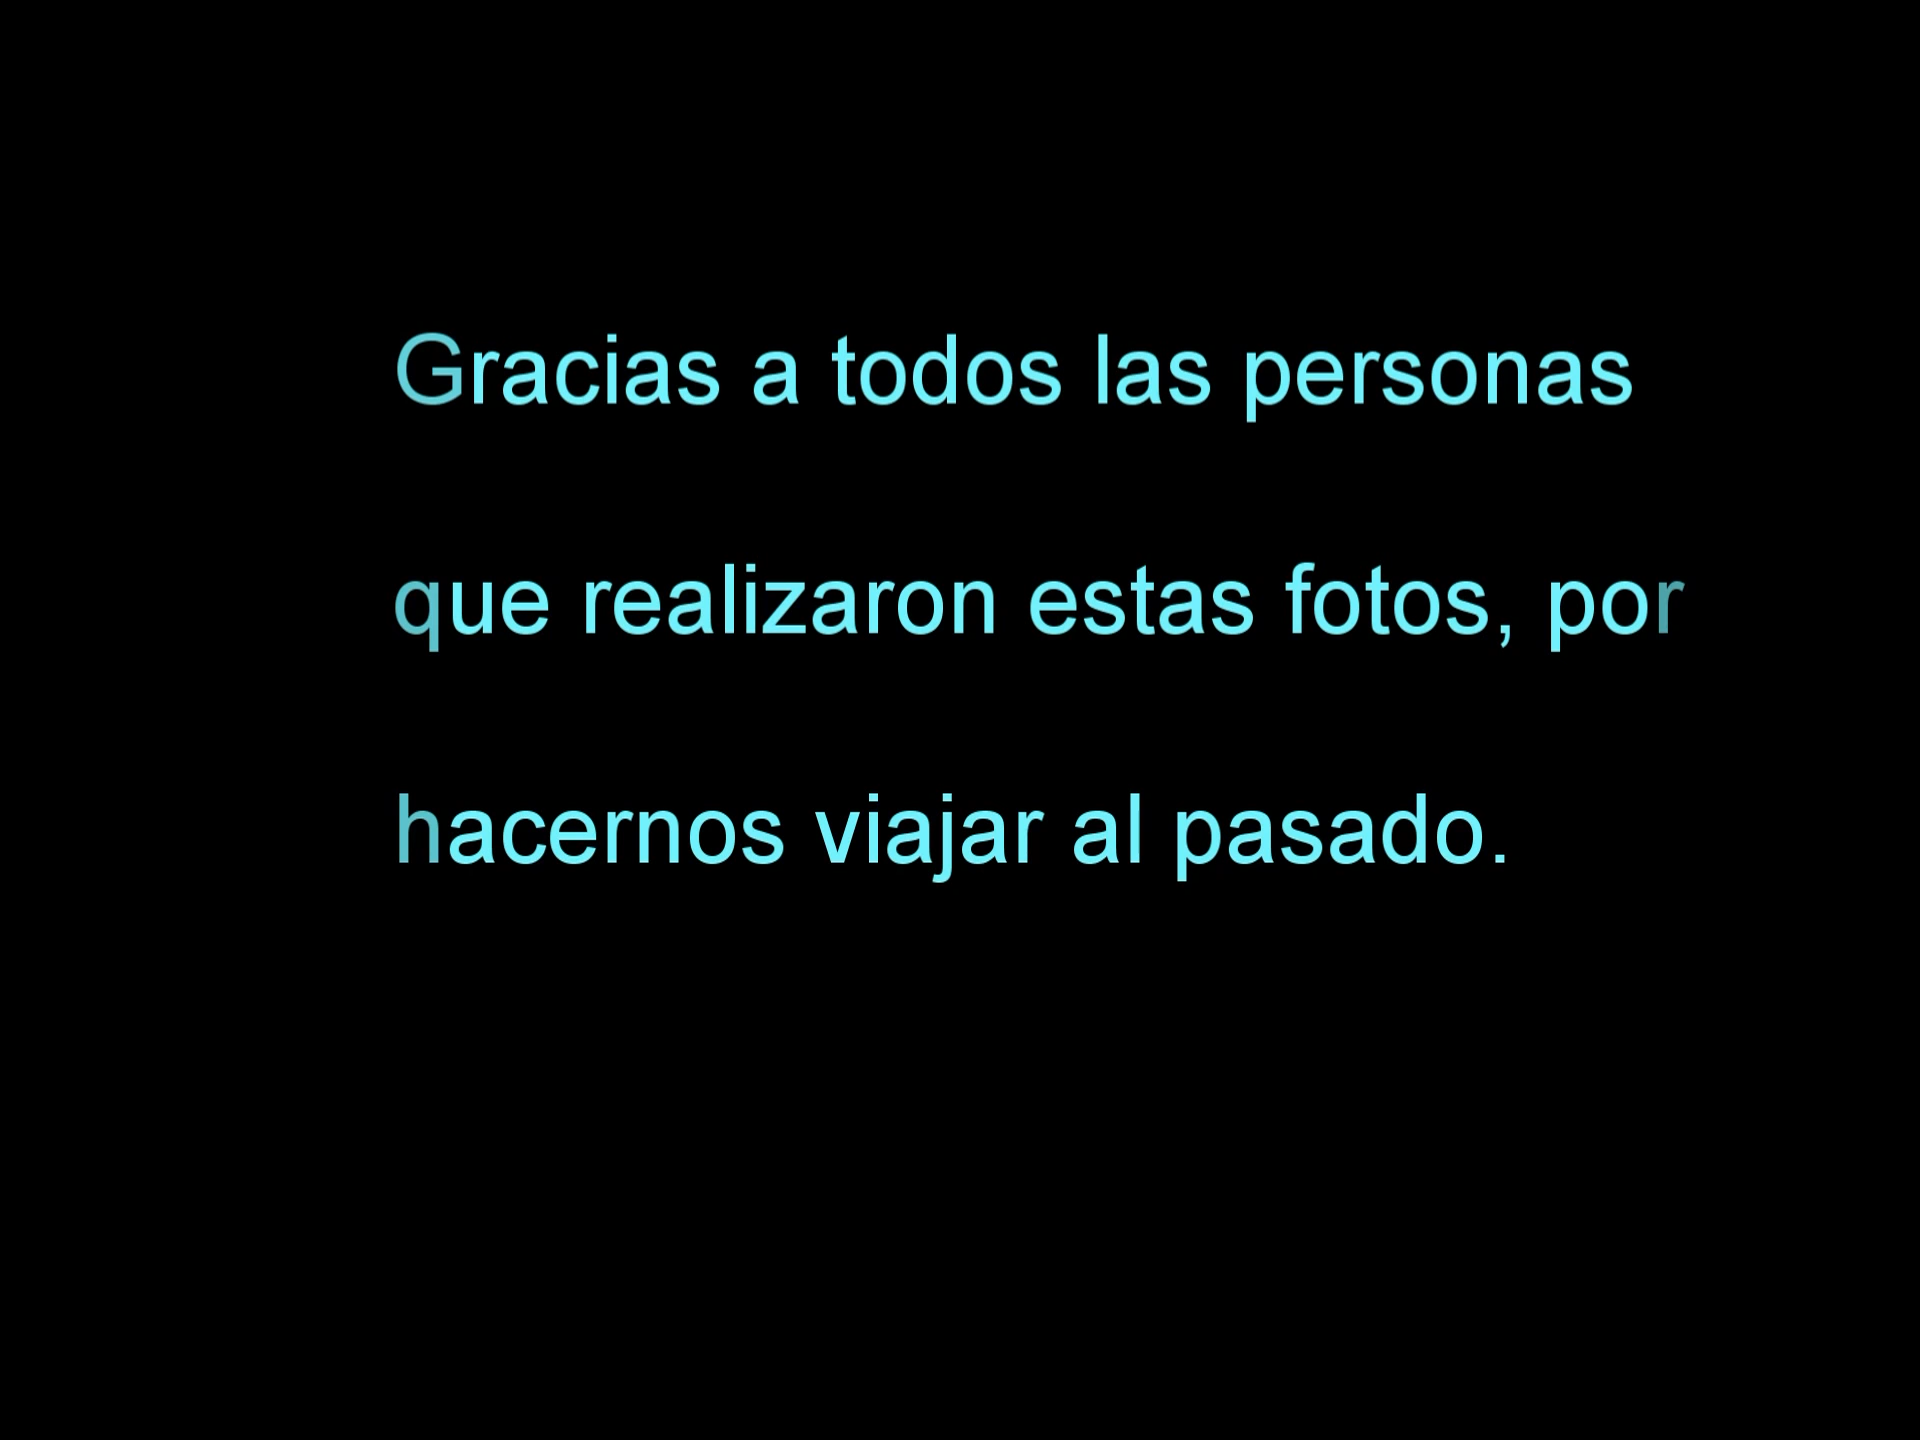 Gracias a todos las personas
que realizaron estas fotos, por
hacernos viajar al pasado.